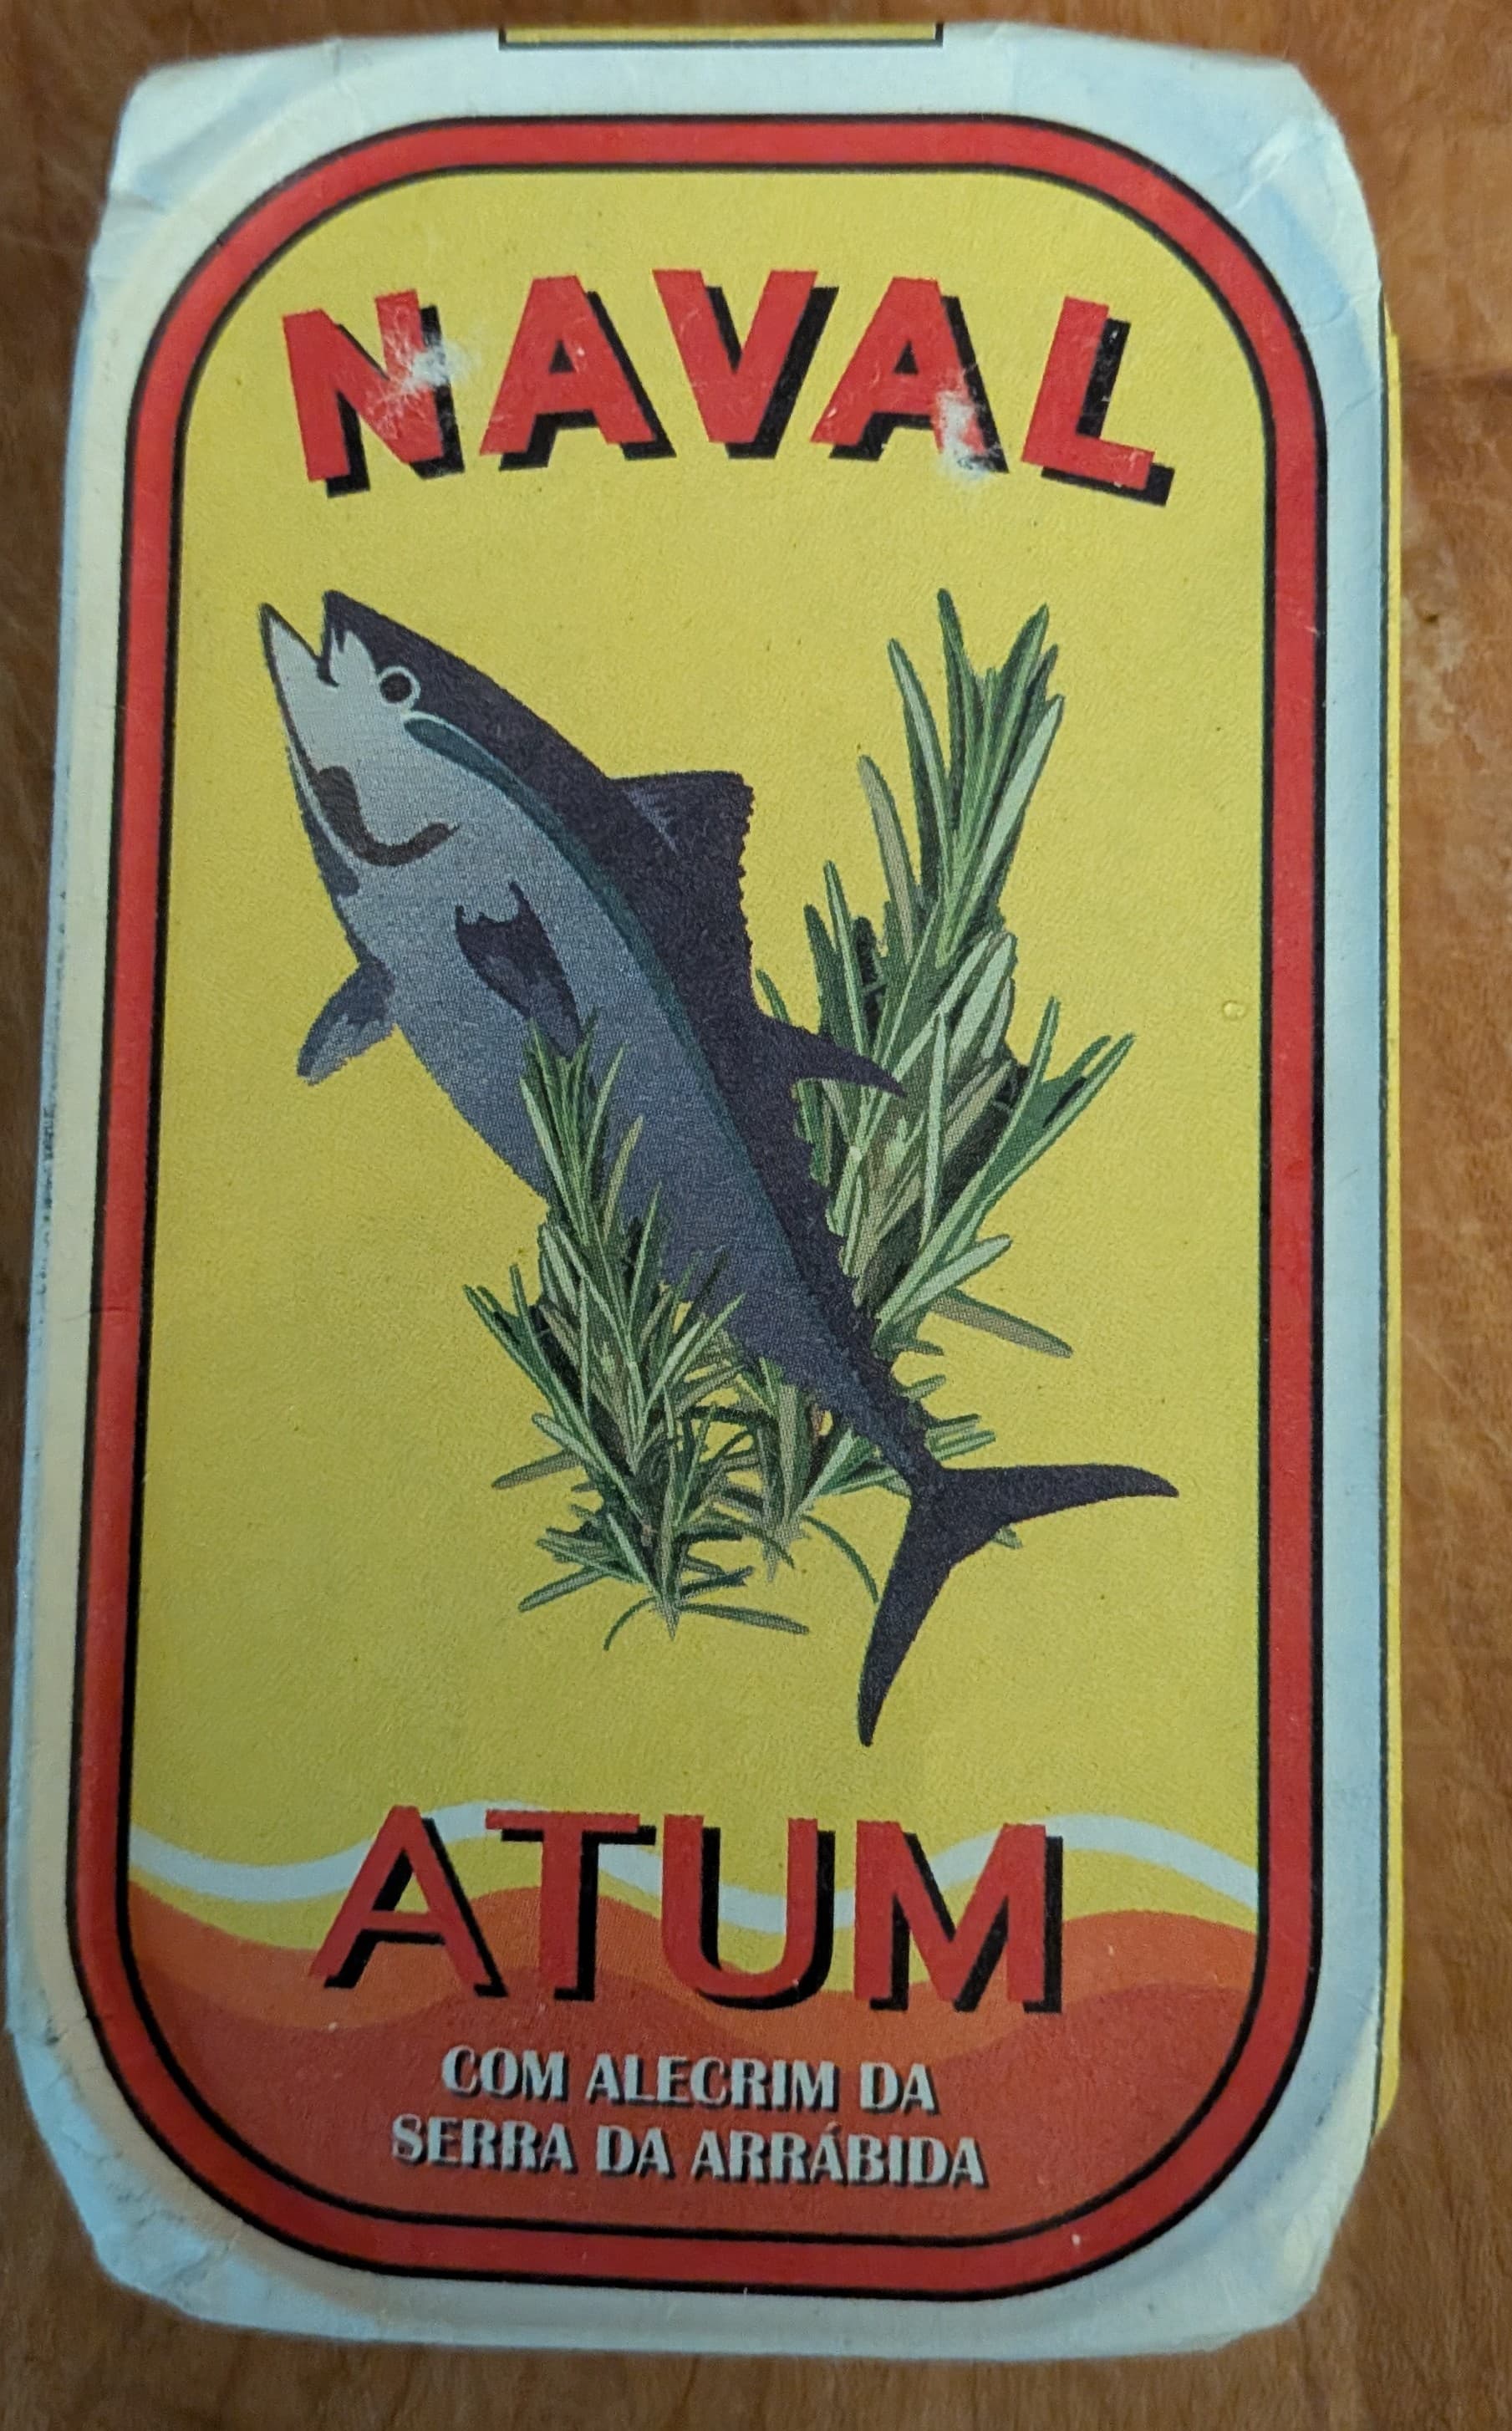 NAVAL
ATUM
COM ALECRIM DA
SERRA DA ARRÁBIDA